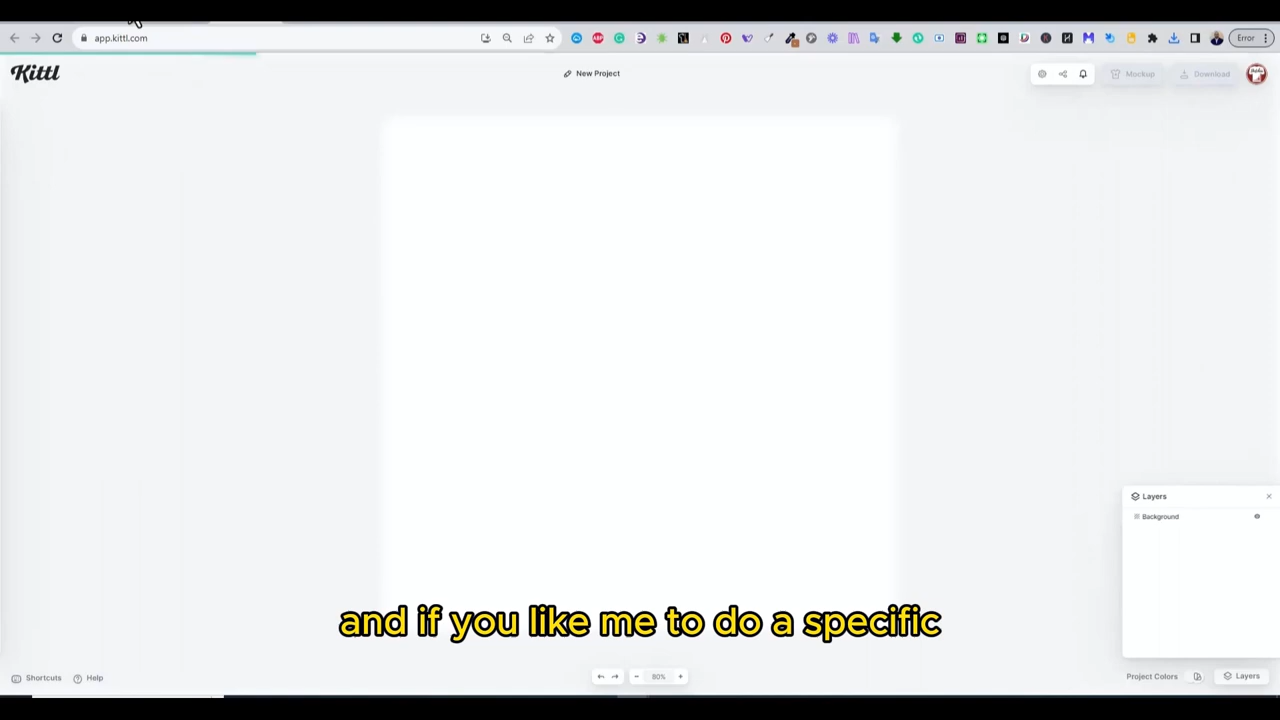 app.kittl.com
Error
Kittl
New Project
Mockup
Download
Layers
Background
and if you like me to do a specific
Shortcuts
Help
80%
Project Colors
Layers